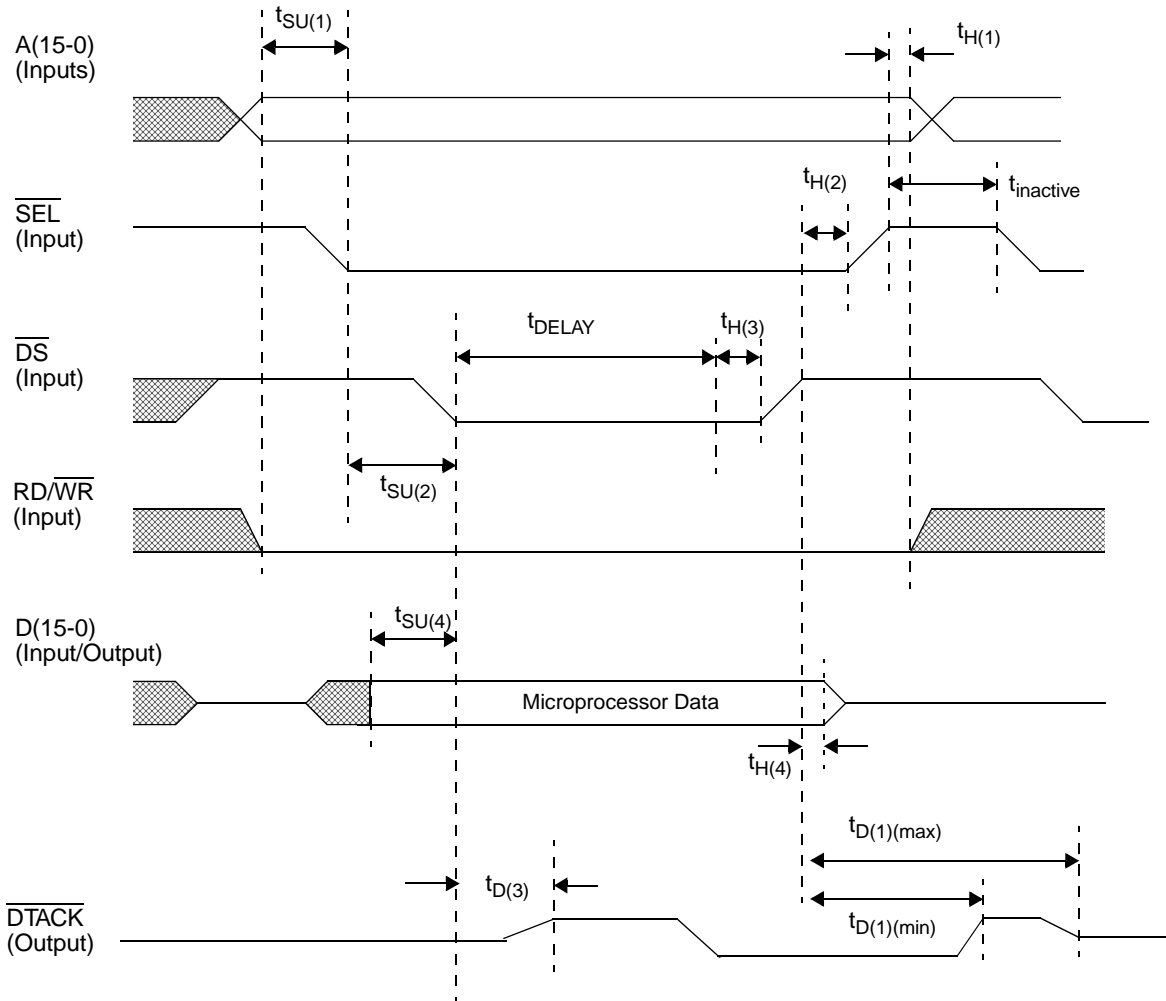 tSU(1)
A(15-0)
(Inputs)
tH(1)
tH(2)
tinactive
SEL
(Input)
tDELAY
tH(3)
DS
(Input)
tSU(2)
RD/WR
(Input)
D(15-0)
(Input/Output)
tSU(4)
Microprocessor Data
tH(4)
tD(1)(max)
tD(3)
tD(1)(min)
DTACK
(Output)